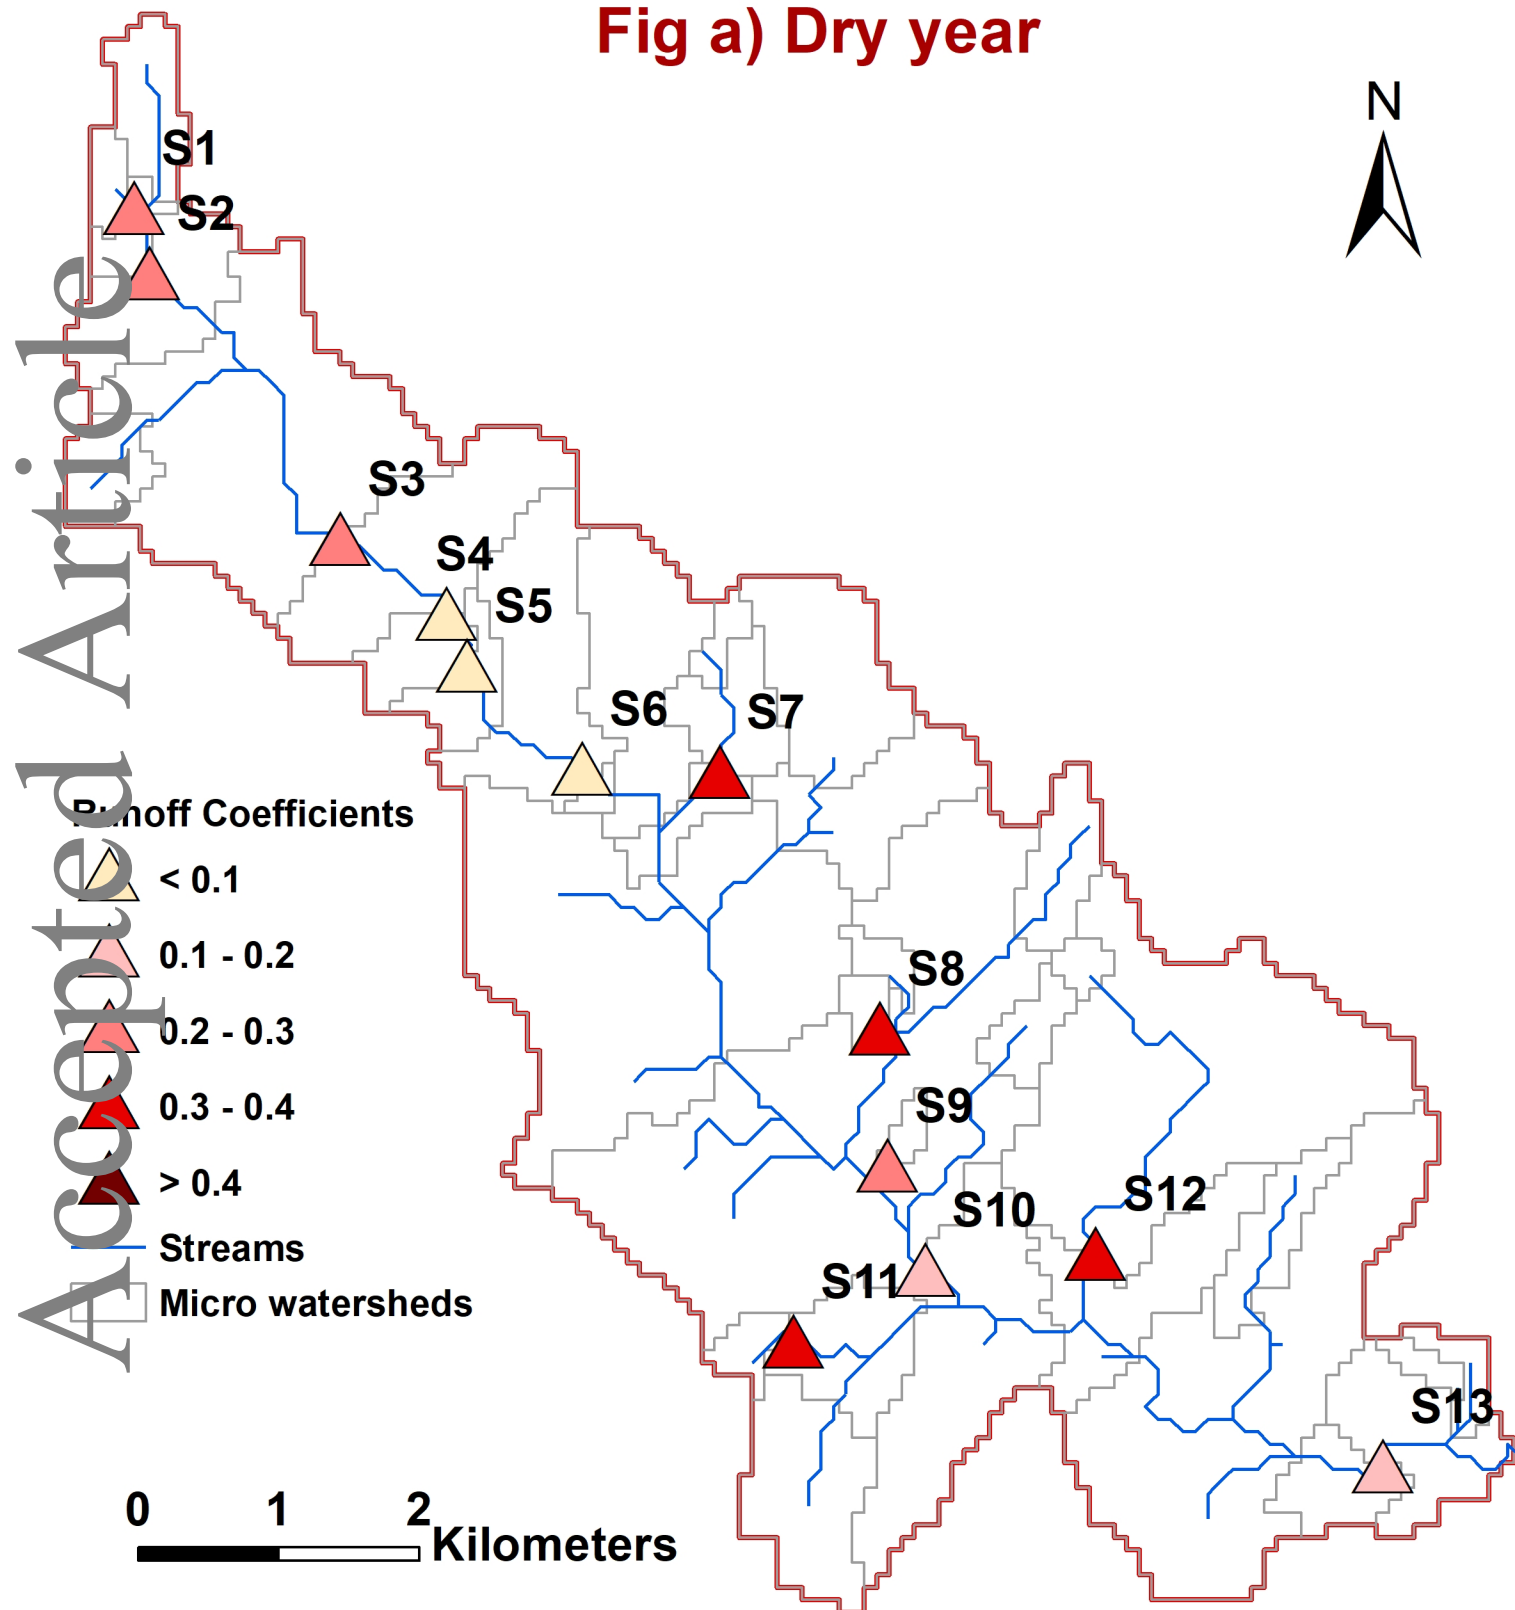 Fig a) Dry year
N
S1
S2
S3
S4
S5
S6
S7
S8
S9
S10
S11
S12
S13
Runoff Coefficients
< 0.1
0.1 - 0.2
0.2 - 0.3
0.3 - 0.4
> 0.4
Streams
Micro watersheds
0 1 2
Kilometers
Accepted Article